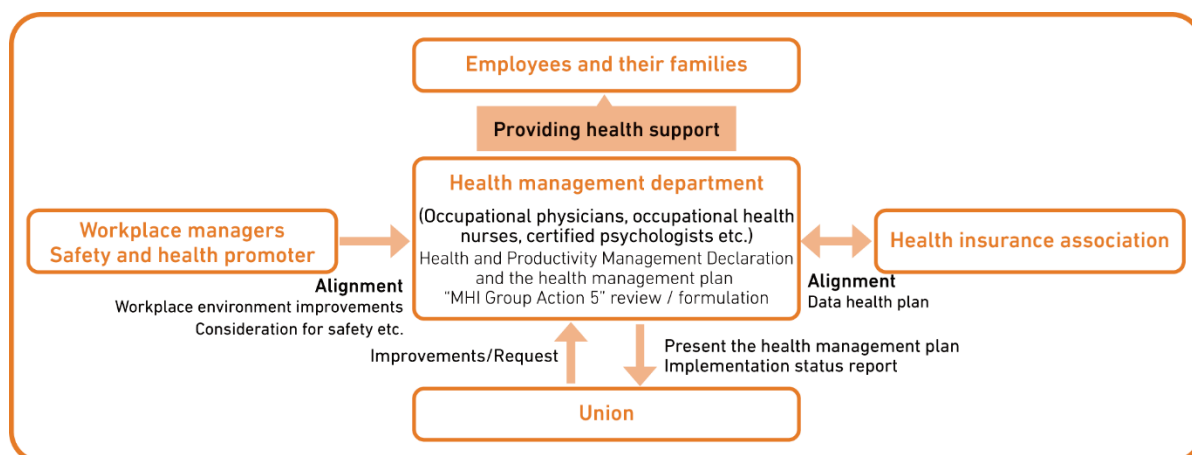 Employees and their families
Providing health support
Health management department
(Occupational physicians, occupational health
nurses, certified psychologists etc.)
Health and Productivity Management Declaration
and the health management plan
“MHI Group Action 5” review / formulation
Workplace managers
Safety and health promoter
Alignment
Workplace environment improvements
Consideration for safety etc.
Health insurance association
Alignment
Data health plan
Improvements/Request
Present the health management plan
Implementation status report
Union